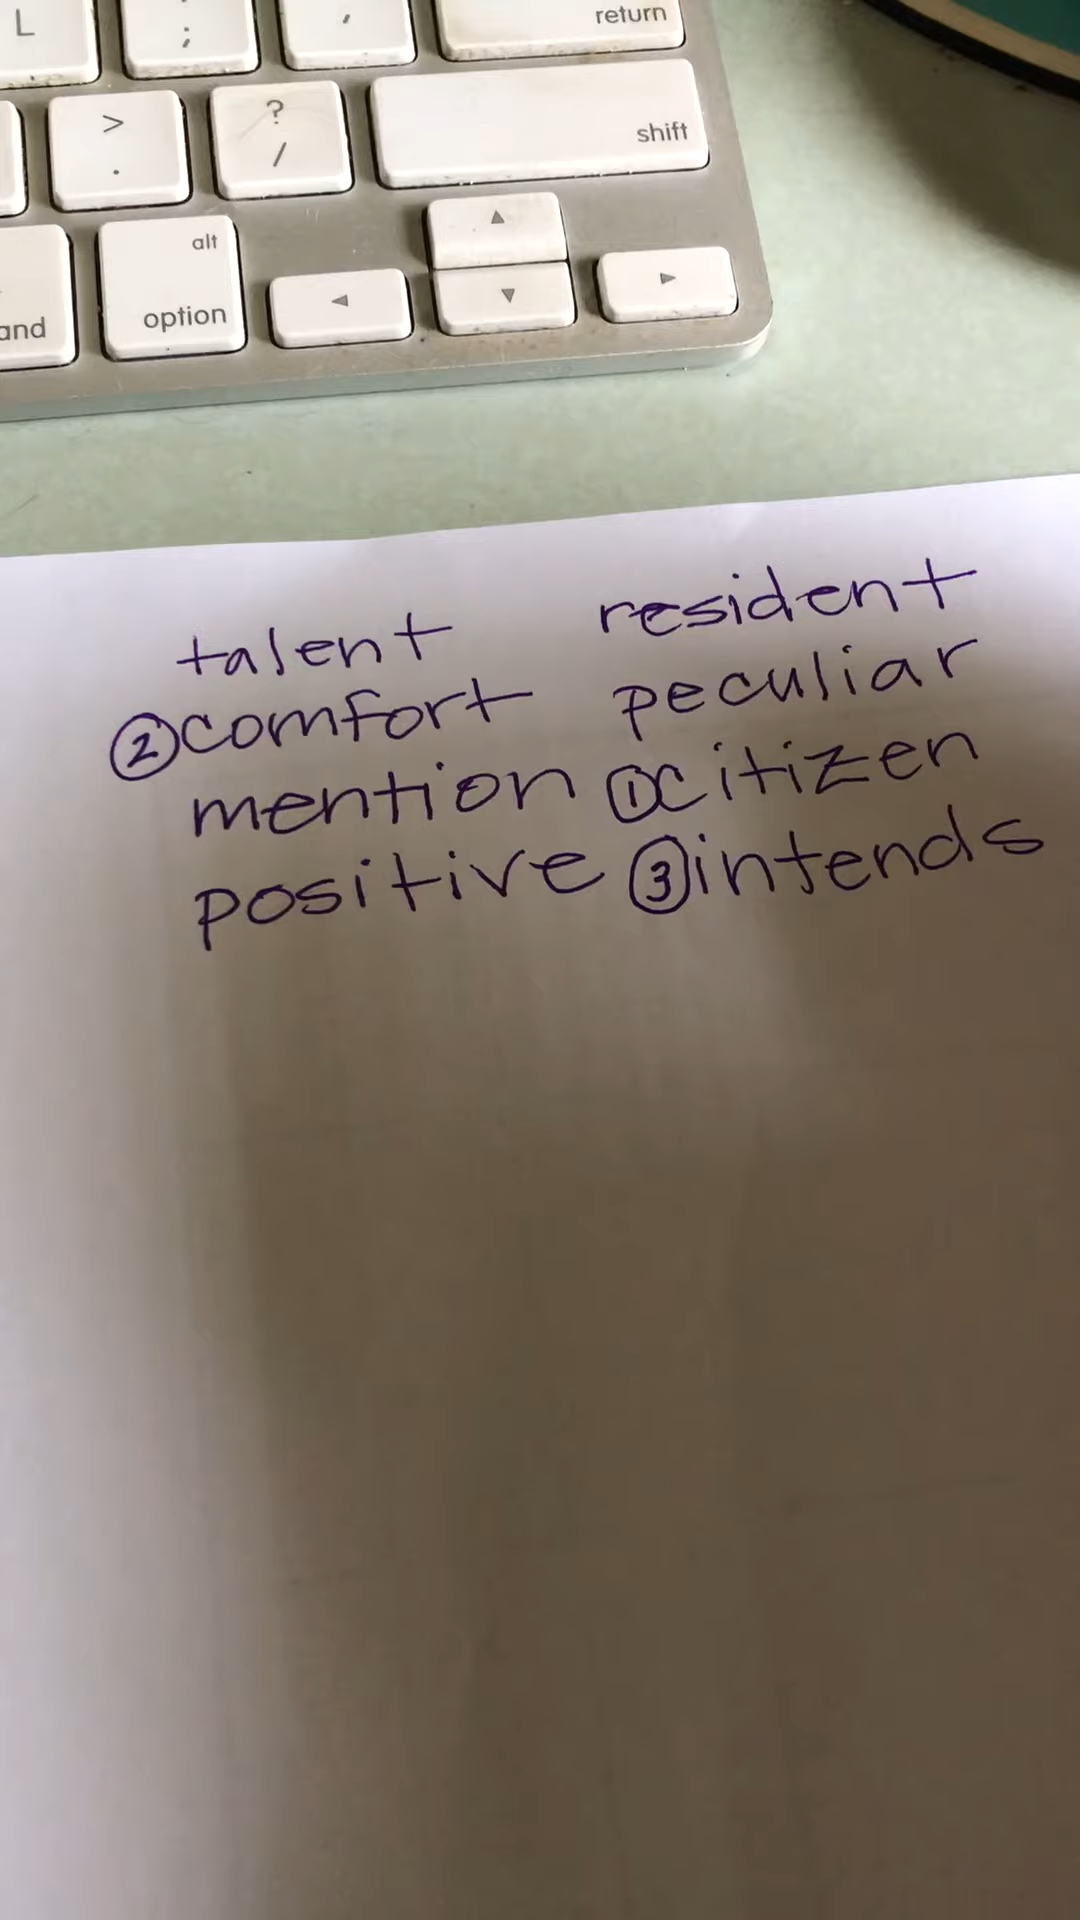 L ; ' return
> . ? / shift
and alt option
talent resident
②comfort peculiar
mention ①citizen
positive ③intends